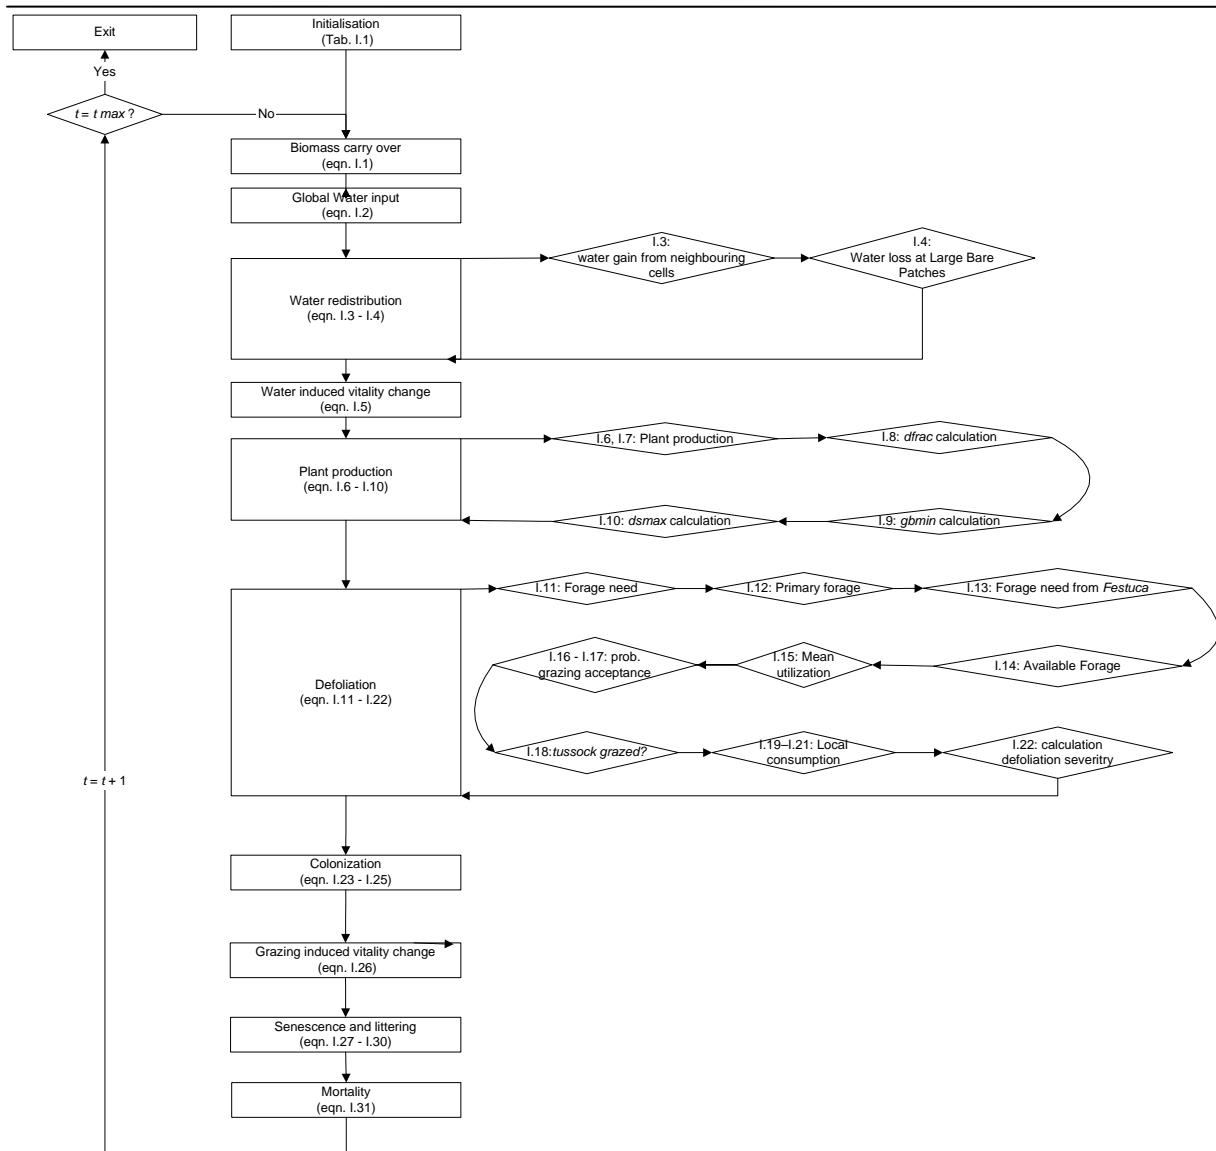 Exit
Initialisation
(Tab. I.1)
Yes
t = t max ?
No
Biomass carry over
(eqn. I.1)
Global Water input
(eqn. I.2)
I.3:
water gain from neighbouring
cells
I.4:
Water loss at Large Bare
Patches
Water redistribution
(eqn. I.3 - I.4)
Water induced vitality change
(eqn. I.5)
I.6, I.7: Plant production
I.8: dfrac calculation
Plant production
(eqn. I.6 - I.10)
I.10: dsmax calculation
I.9: gbmin calculation
I.11: Forage need
I.12: Primary forage
I.13: Forage need from Festuca
I.16 - I.17: prob.
grazing acceptance
I.15: Mean
utilization
I.14: Available Forage
Defoliation
(eqn. I.11 - I.22)
I.18:tussock grazed?
I.19–I.21: Local
consumption
I.22: calculation
defoliation severitry
t = t + 1
Colonization
(eqn. I.23 - I.25)
Grazing induced vitality change
(eqn. I.26)
Senescence and littering
(eqn. I.27 - I.30)
Mortality
(eqn. I.31)